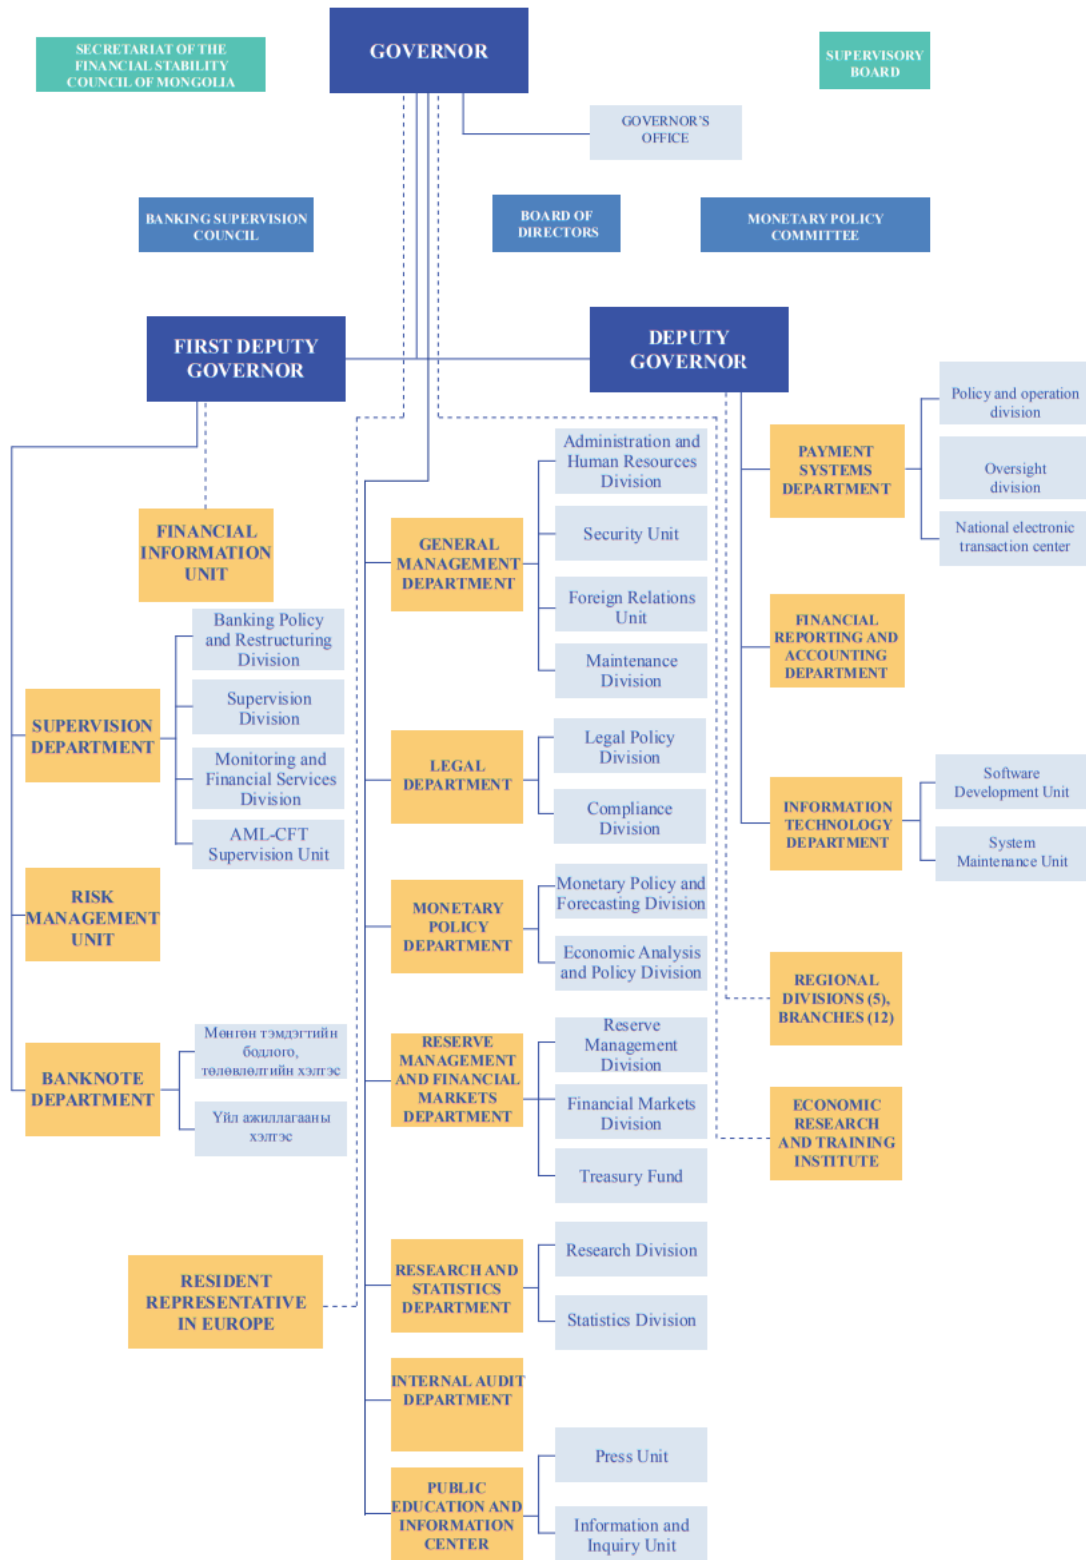 SECRETARIAT OF THE
FINANCIAL STABILITY
COUNCIL OF MONGOLIA
GOVERNOR
SUPERVISORY
BOARD
GOVERNOR'S
OFFICE
BANKING SUPERVISION
COUNCIL
BOARD OF
DIRECTORS
MONETARY POLICY
COMMITTEE
FIRST DEPUTY
GOVERNOR
DEPUTY
GOVERNOR
FINANCIAL
INFORMATION
UNIT
SUPERVISION
DEPARTMENT
Banking Policy
and Restructuring
Division
Supervision
Division
Monitoring and
Financial Services
Division
AML-CFT
Supervision Unit
RISK
MANAGEMENT
UNIT
BANKNOTE
DEPARTMENT
Мөнгөн тэмдэгтийн
бодлого,
төлөвлөлтийн хэлтэс
Үйл ажиллагааны
хэлтэс
RESIDENT
REPRESENTATIVE
IN EUROPE
GENERAL
MANAGEMENT
DEPARTMENT
Administration and
Human Resources
Division
Security Unit
Foreign Relations
Unit
Maintenance
Division
LEGAL
DEPARTMENT
Legal Policy
Division
Compliance
Division
MONETARY
POLICY
DEPARTMENT
Monetary Policy and
Forecasting Division
Economic Analysis
and Policy Division
RESERVE
MANAGEMENT
AND FINANCIAL
MARKETS
DEPARTMENT
Reserve
Management
Division
Financial Markets
Division
Treasury Fund
RESEARCH AND
STATISTICS
DEPARTMENT
Research Division
Statistics Division
INTERNAL AUDIT
DEPARTMENT
PUBLIC
EDUCATION AND
INFORMATION
CENTER
Press Unit
Information and
Inquiry Unit
PAYMENT
SYSTEMS
DEPARTMENT
Policy and operation
division
Oversight
division
National electronic
transaction center
FINANCIAL
REPORTING AND
ACCOUNTING
DEPARTMENT
INFORMATION
TECHNOLOGY
DEPARTMENT
Software
Development Unit
System
Maintenance Unit
REGIONAL
DIVISIONS (5),
BRANCHES (12)
ECONOMIC
RESEARCH
AND TRAINING
INSTITUTE